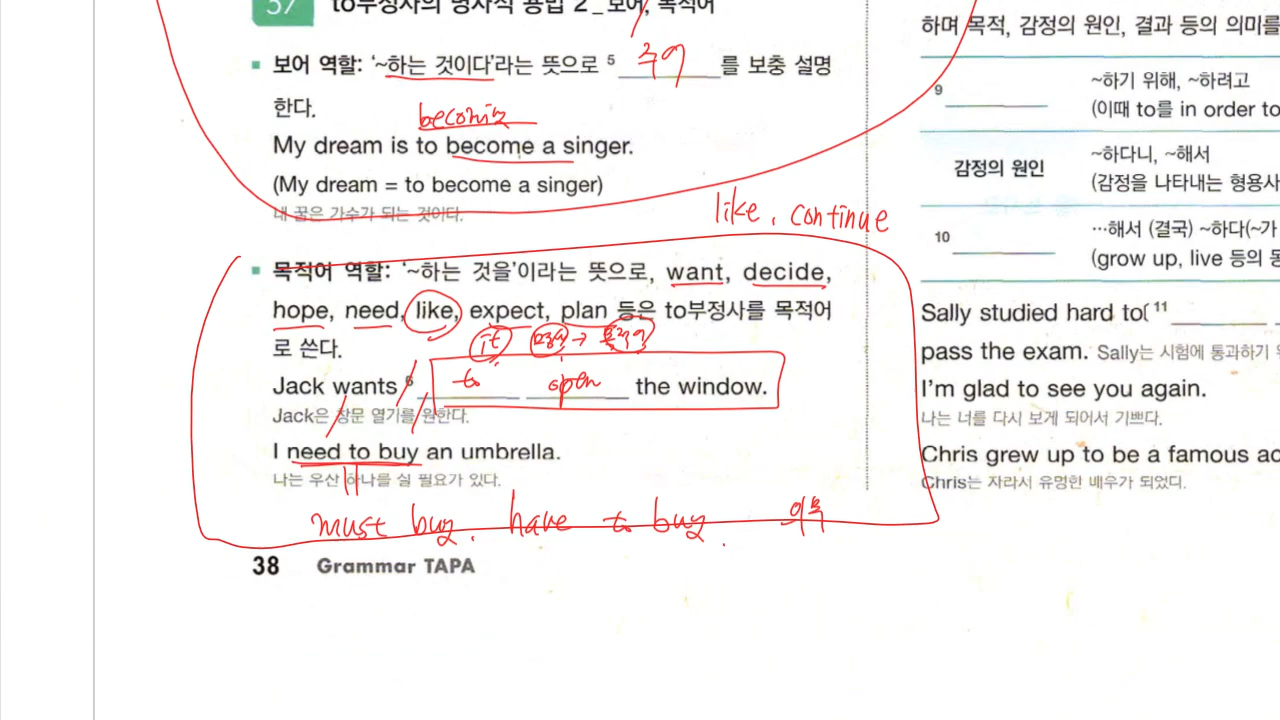 57 to부정사의 명사적 용법 2_보어, 목적어
보어 역할: '~하는 것이다'라는 뜻으로 5 주어 를 보충 설명
한다.
becoming
My dream is to become a singer.
(My dream = to become a singer)
내 꿈은 가수가 되는 것이다.
like, continue
목적어 역할: '~하는 것을'이라는 뜻으로, want, decide,
hope, need, like, expect, plan 등은 to부정사를 목적어
로 쓴다.
it → 목적어
Jack wants 6 to open the window.
Jack은 창문 열기를 원한다.
I need to buy an umbrella.
나는 우산 하나를 살 필요가 있다.
must buy. have to buy. 의무
38 Grammar TAPA
하며 목적, 감정의 원인, 결과 등의 의미를
9
~하기 위해, ~하려고
(이때 to를 in order to
감정의 원인
~하다니, ~해서
(감정을 나타내는 형용사
10
…해서 (결국) ~하다(~가
(grow up, live 등의 동
Sally studied hard to( 11
pass the exam. Sally는 시험에 통과하기 위
I'm glad to see you again.
나는 너를 다시 보게 되어서 기쁘다.
Chris grew up to be a famous ac
Chris는 자라서 유명한 배우가 되었다.